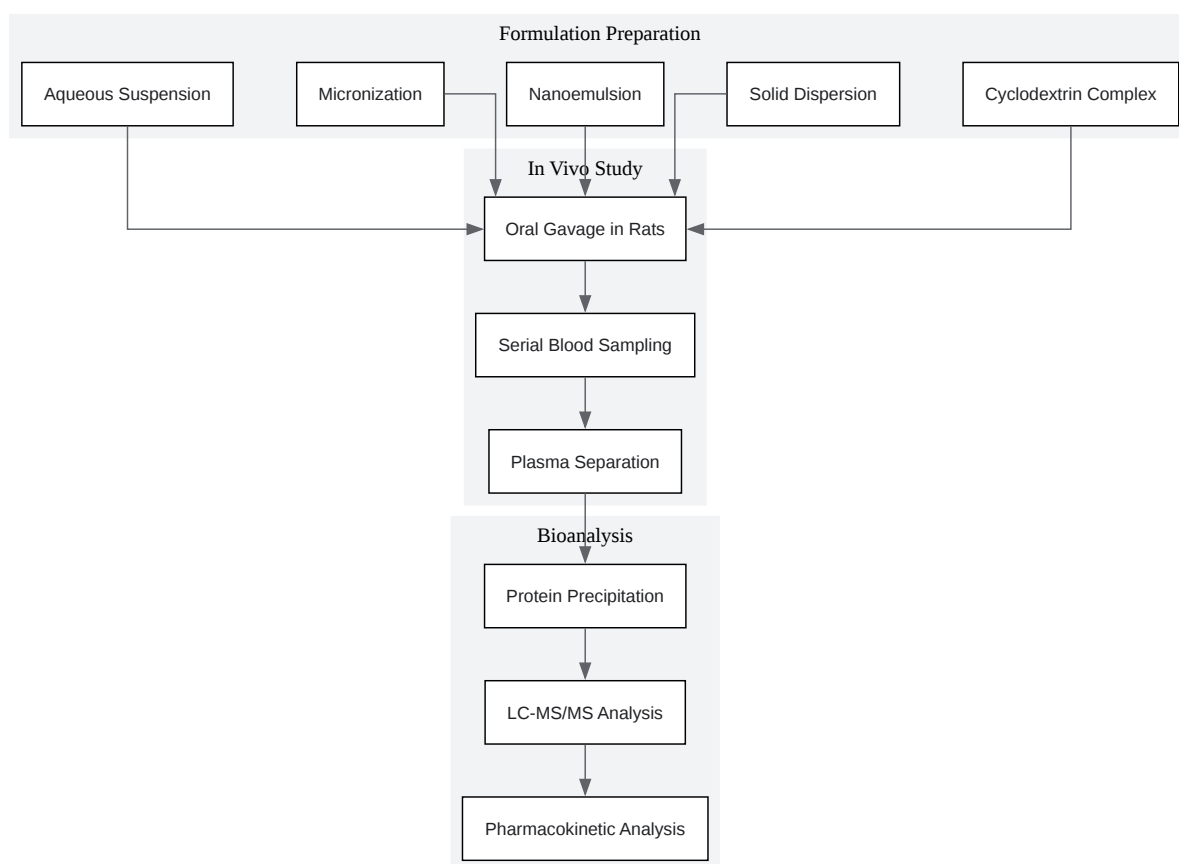 Formulation Preparation
Aqueous Suspension
Micronization
Nanoemulsion
Solid Dispersion
Cyclodextrin Complex
In Vivo Study
Oral Gavage in Rats
Serial Blood Sampling
Plasma Separation
Bioanalysis
Protein Precipitation
LC-MS/MS Analysis
Pharmacokinetic Analysis